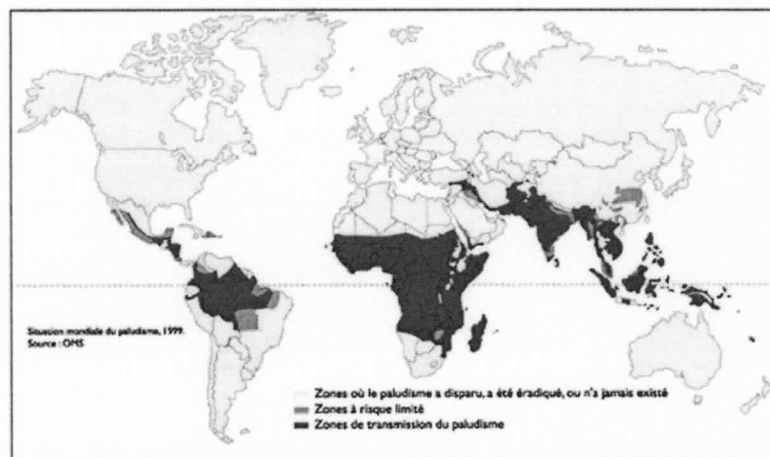 Situation mondiale du paludisme, 1999.
Source : OMS
Zones où le paludisme a disparu, a été éradiqué, ou n'a jamais existé
Zones à risque limité
Zones de transmission du paludisme